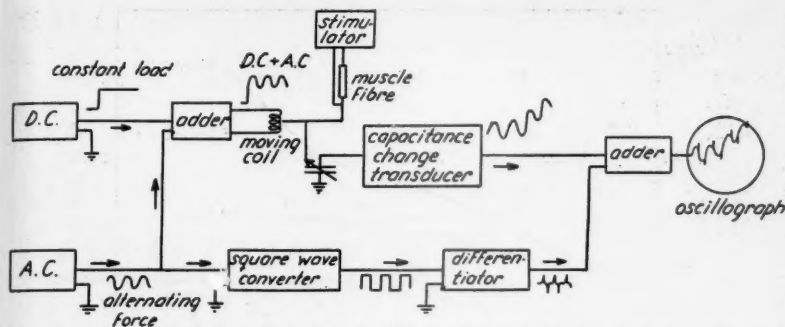 stimu-
lator
D.C + A.C
constant load
muscle
Fibre
D.C.
adder
moving
coil
capacitance
change
transducer
adder
oscillograph
A.C.
alternating
force
square wave
converter
differen-
tiator